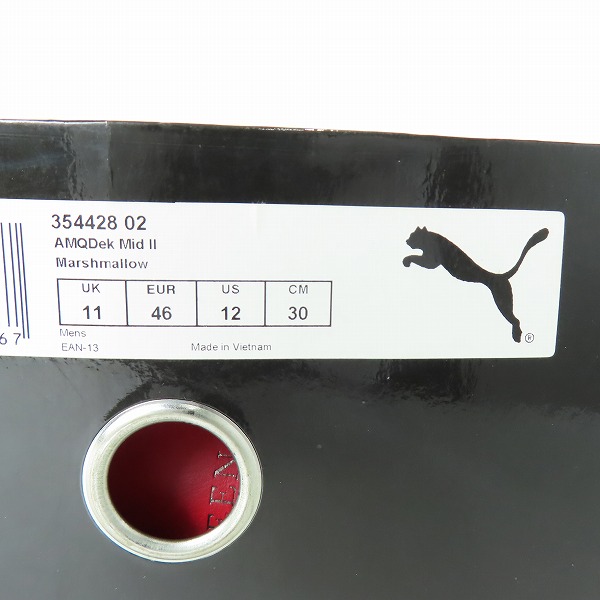 354428 02
AMQDek Mid II
Marshmallow
UK EUR US CM
11 46 12 30
67
Mens
EAN-13 Made in Vietnam
®